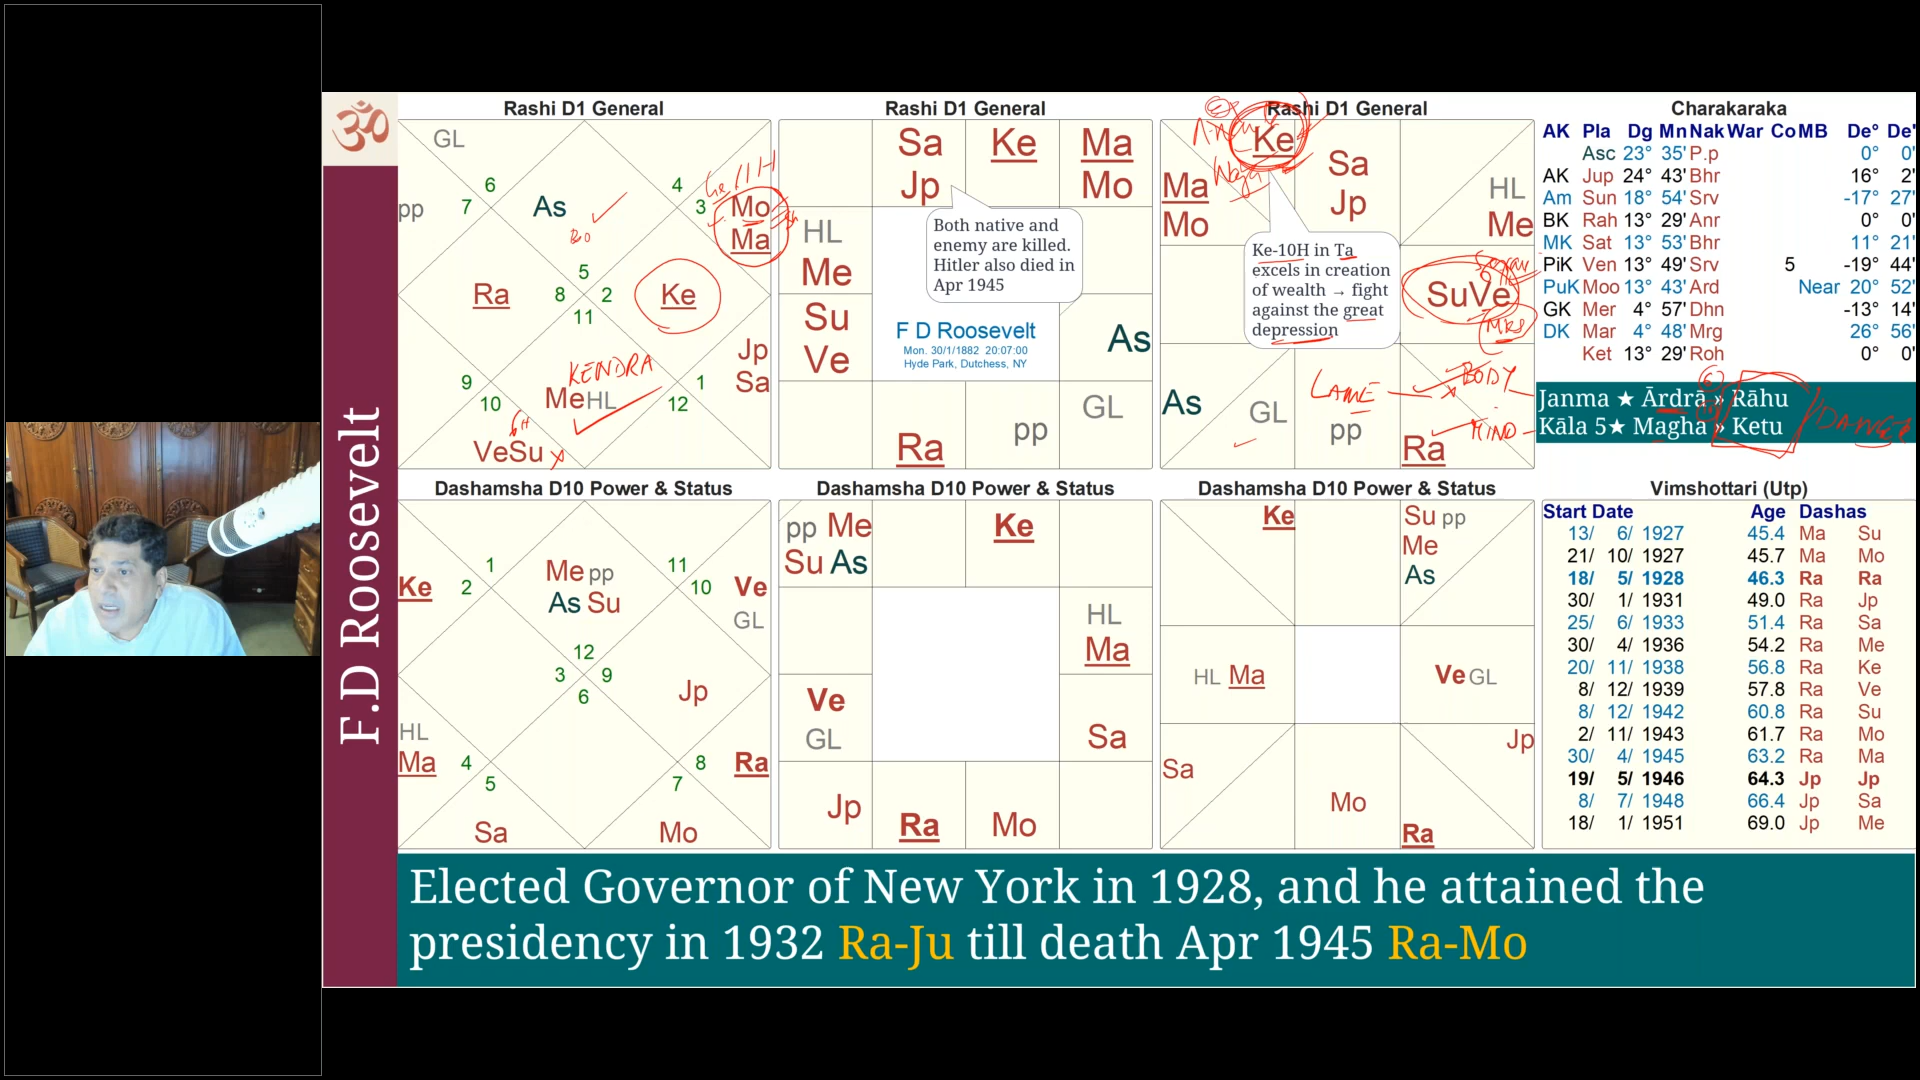 ॐ
F.D Roosevelt
Rashi D1 General
GL
6
4
pp
7
As
3
Mo
Ma
5
Ra
8
2
Ke
11
KENDRA
Jp
9
Me HL
1
Sa
10
12
H
VeSu
Rashi D1 General
Sa
Ke
Ma
Jp
Mo
HL
Me
Both native and
enemy are killed.
Hitler also died in
Apr 1945
Su
Ve
F D Roosevelt
Mon. 30/1/1882 20:07:00
Hyde Park, Dutchess, NY
As
GL
Ra
pp
Rashi D1 General
Ke
Sa
Ma
Jp
HL
Mo
Me
Ke-10H in Ta
excels in creation
of wealth → fight
against the great
depression
SuVe
MKS
LAME
BODY
As
GL
pp
Ra
MIND
Charakaraka
AK Pla Dg Mn Nak War Co MB De° De'
Asc 23° 35' P.p 0° 0'
AK Jup 24° 43' Bhr 16° 2'
Am Sun 18° 54' Srv -17° 27'
BK Rah 13° 29' Anr 0° 0'
MK Sat 13° 53' Bhr 11° 21'
PiK Ven 13° 49' Srv 5 -19° 44'
PuK Moo 13° 43' Ard Near 20° 52'
GK Mer 4° 57' Dhn -13° 14'
DK Mar 4° 48' Mrg 26° 56'
Ket 13° 29' Roh 0° 0'
Janma ★ Ārdrā » Rāhu
Kāla 5★ Magha » Ketu
DANGER
Dashamsha D10 Power & Status
1
Me pp
11
Ke
2
As Su
10
Ve
GL
12
3
9
6
Jp
HL
Ma
4
8
Ra
5
7
Sa
Mo
Dashamsha D10 Power & Status
pp Me
Ke
Su As
HL
Ma
Ve
GL
Sa
Jp
Ra
Mo
Dashamsha D10 Power & Status
Ke
Su pp
Me
As
HL Ma
Ve GL
Jp
Sa
Mo
Ra
Vimshottari (Utp)
Start Date Age Dashas
13/ 6/ 1927 45.4 Ma Su
21/ 10/ 1927 45.7 Ma Mo
18/ 5/ 1928 46.3 Ra Ra
30/ 1/ 1931 49.0 Ra Jp
25/ 6/ 1933 51.4 Ra Sa
30/ 4/ 1936 54.2 Ra Me
20/ 11/ 1938 56.8 Ra Ke
8/ 12/ 1939 57.8 Ra Ve
8/ 12/ 1942 60.8 Ra Su
2/ 11/ 1943 61.7 Ra Mo
30/ 4/ 1945 63.2 Ra Ma
19/ 5/ 1946 64.3 Jp Jp
8/ 7/ 1948 66.4 Jp Sa
18/ 1/ 1951 69.0 Jp Me
Elected Governor of New York in 1928, and he attained the
presidency in 1932 Ra-Ju till death Apr 1945 Ra-Mo